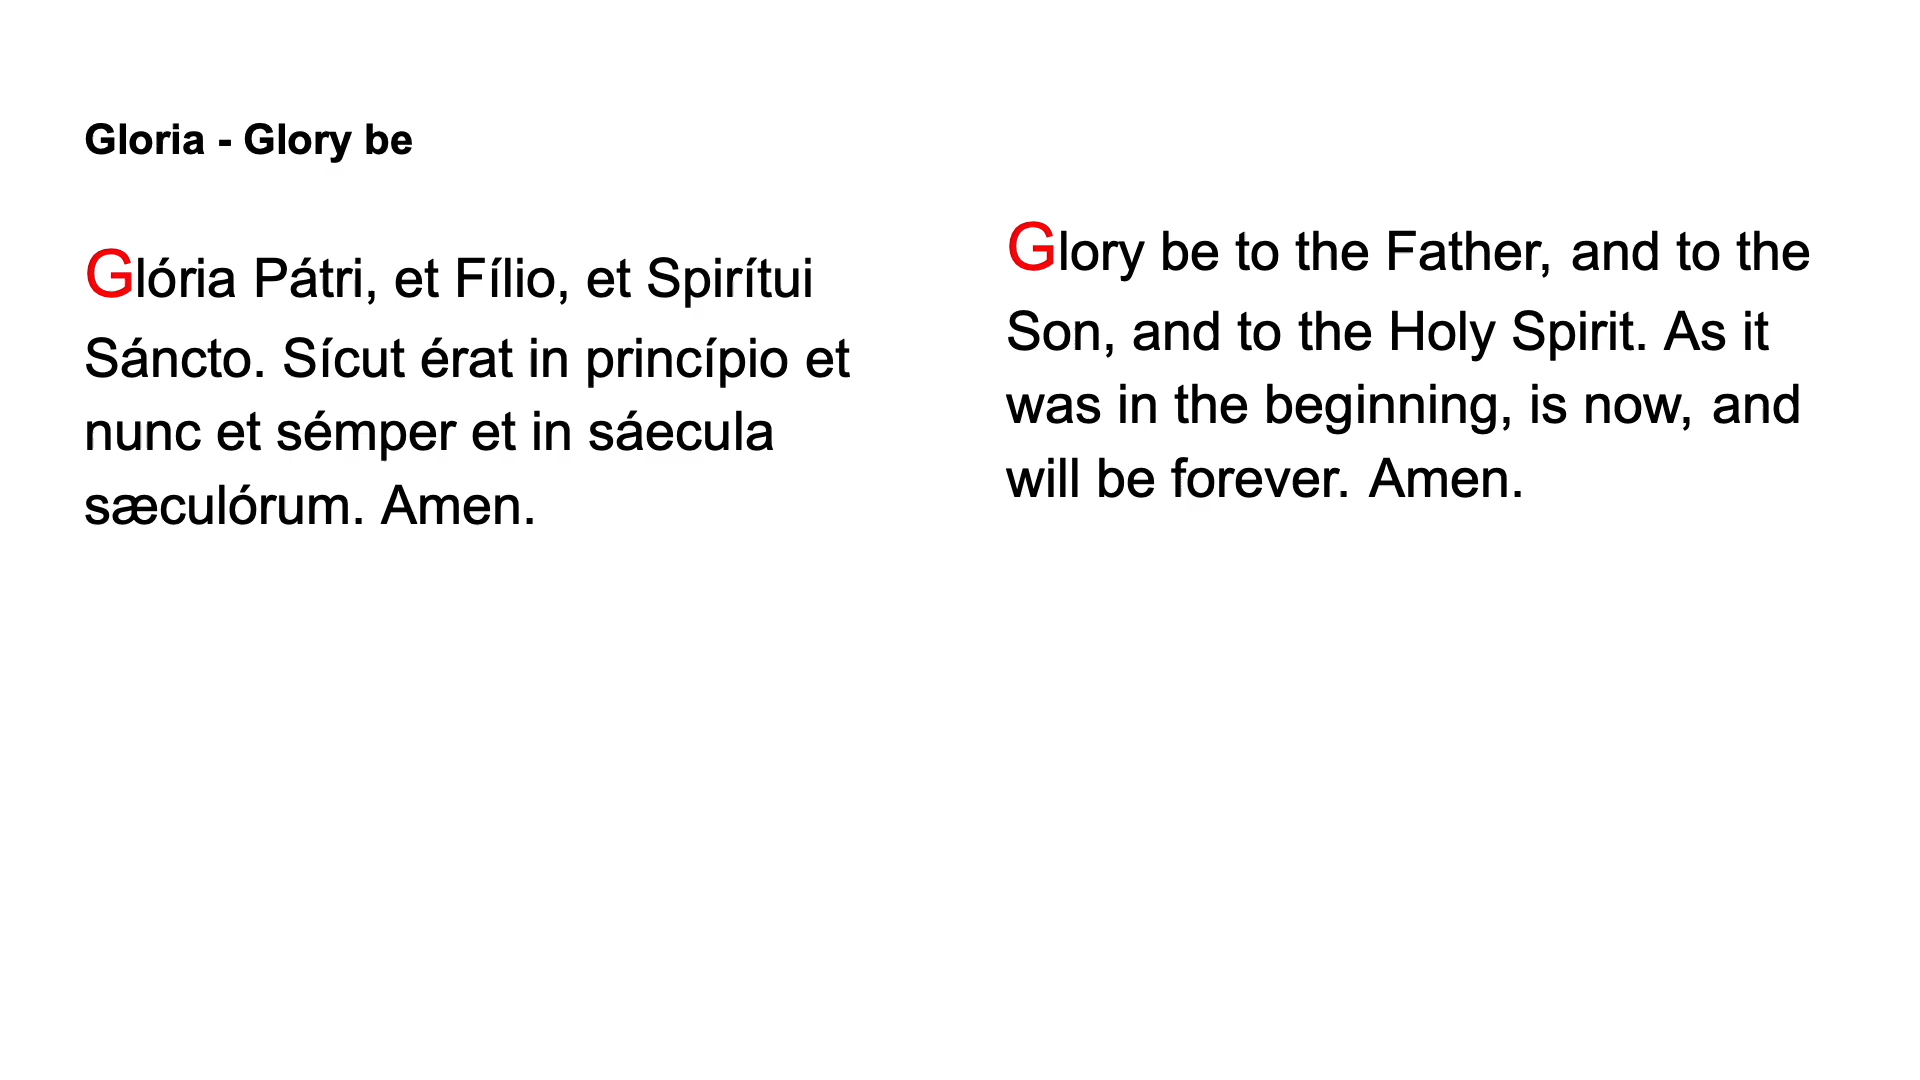 Gloria - Glory be
Glória Pátri, et Fílio, et Spirítui
Sáncto. Sícut érat in princípio et
nunc et sémper et in sáecula
sæculórum. Amen.
Glory be to the Father, and to the
Son, and to the Holy Spirit. As it
was in the beginning, is now, and
will be forever. Amen.